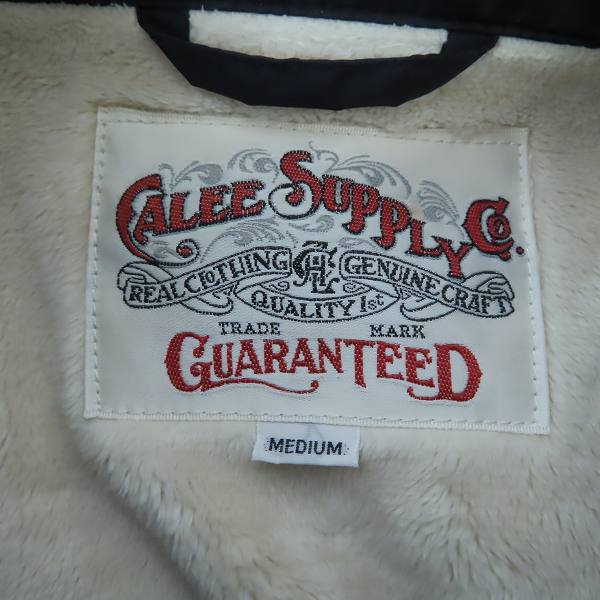 CALEE SUPPLY Co.
REAL CLOTHING GENUINE CRAFT
QUALITY 1st
TRADE MARK
GUARANTEED
MEDIUM